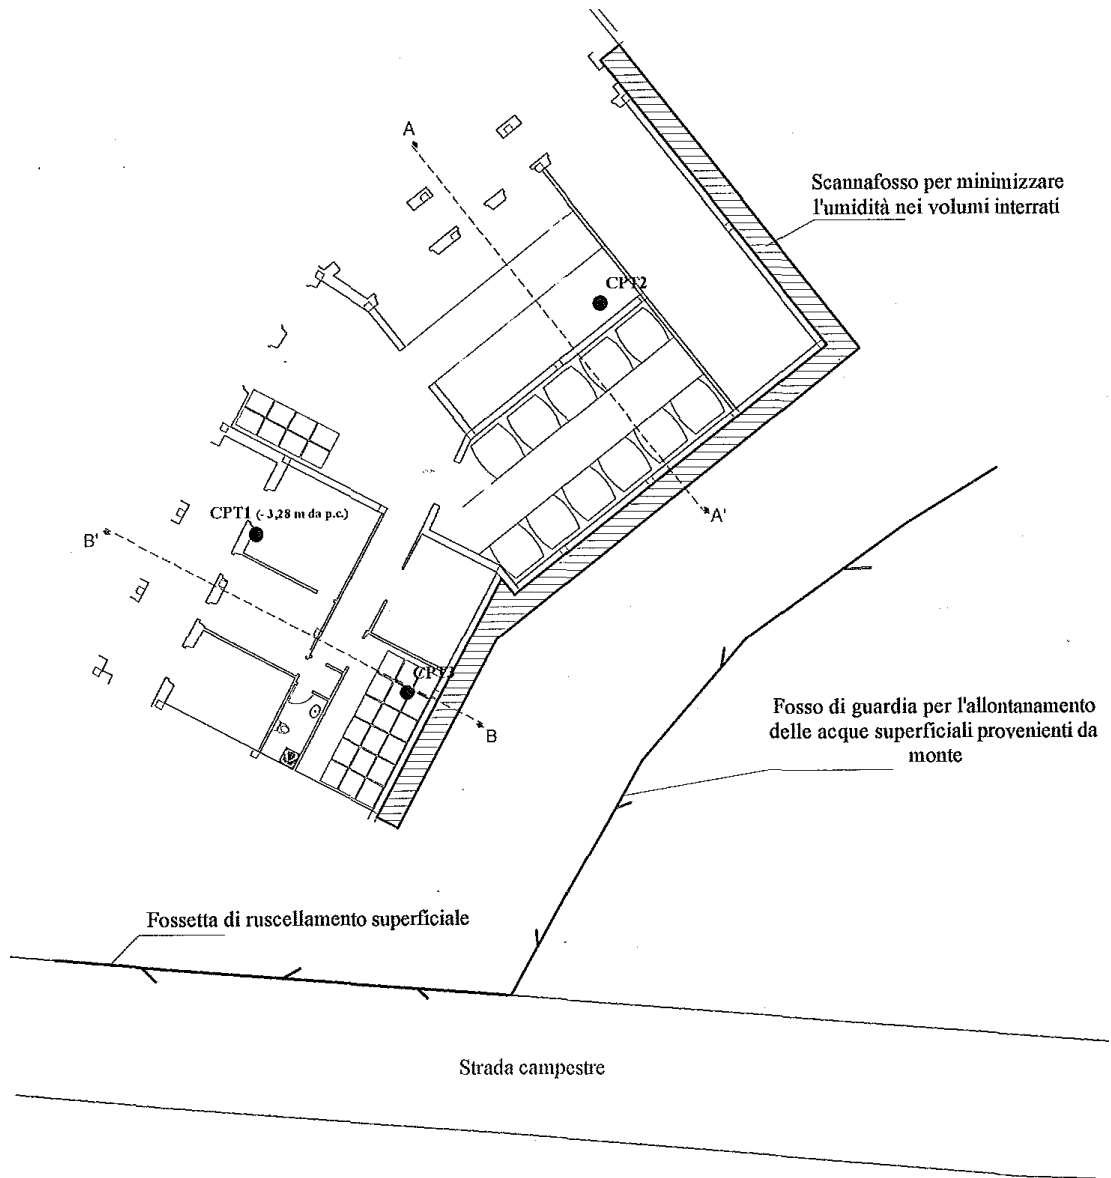 A
Scannafosso per minimizzare
l'umidità nei volumi interrati
CPT2
CPT1 (- 3,28 m da p.c.)
A'
B'
CPT3
B
Fosso di guardia per l'allontanamento
delle acque superficiali provenienti da
monte
Fossetta di ruscellamento superficiale
Strada campestre